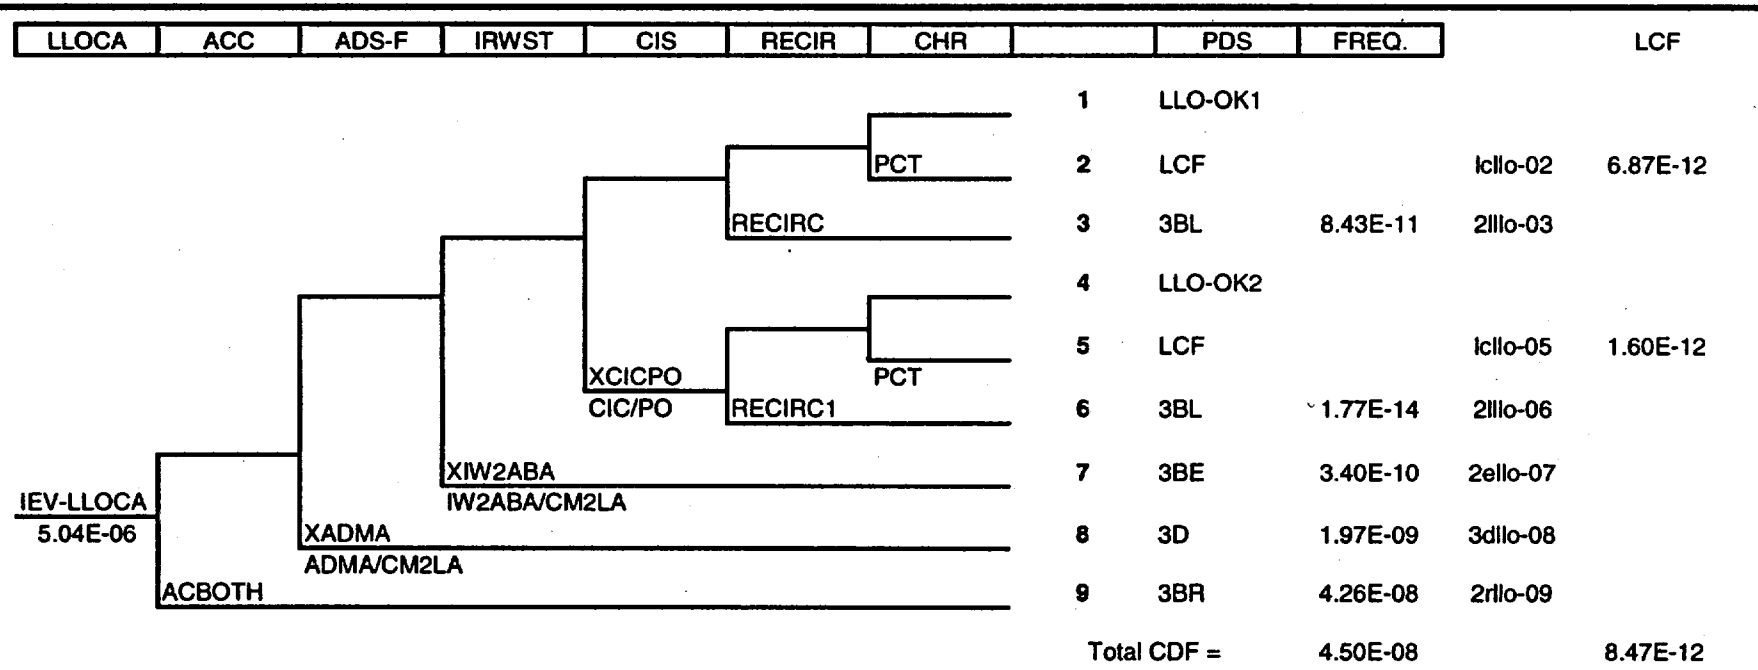 LLOCA ACC ADS-F IRWST CIS RECIR CHR PDS FREQ. LCF
1 LLO-OK1
PCT 2 LCF lcllo-02 6.87E-12
RECIRC 3 3BL 8.43E-11 2lllo-03
4 LLO-OK2
5 LCF lcllo-05 1.60E-12
XCICPO PCT
CIC/PO RECIRC1 6 3BL 1.77E-14 2lllo-06
XIW2ABA 7 3BE 3.40E-10 2ello-07
IEV-LLOCA IW2ABA/CM2LA
5.04E-06 XADMA 8 3D 1.97E-09 3dllo-08
ADMA/CM2LA
ACBOTH 9 3BR 4.26E-08 2rllo-09
Total CDF = 4.50E-08 8.47E-12